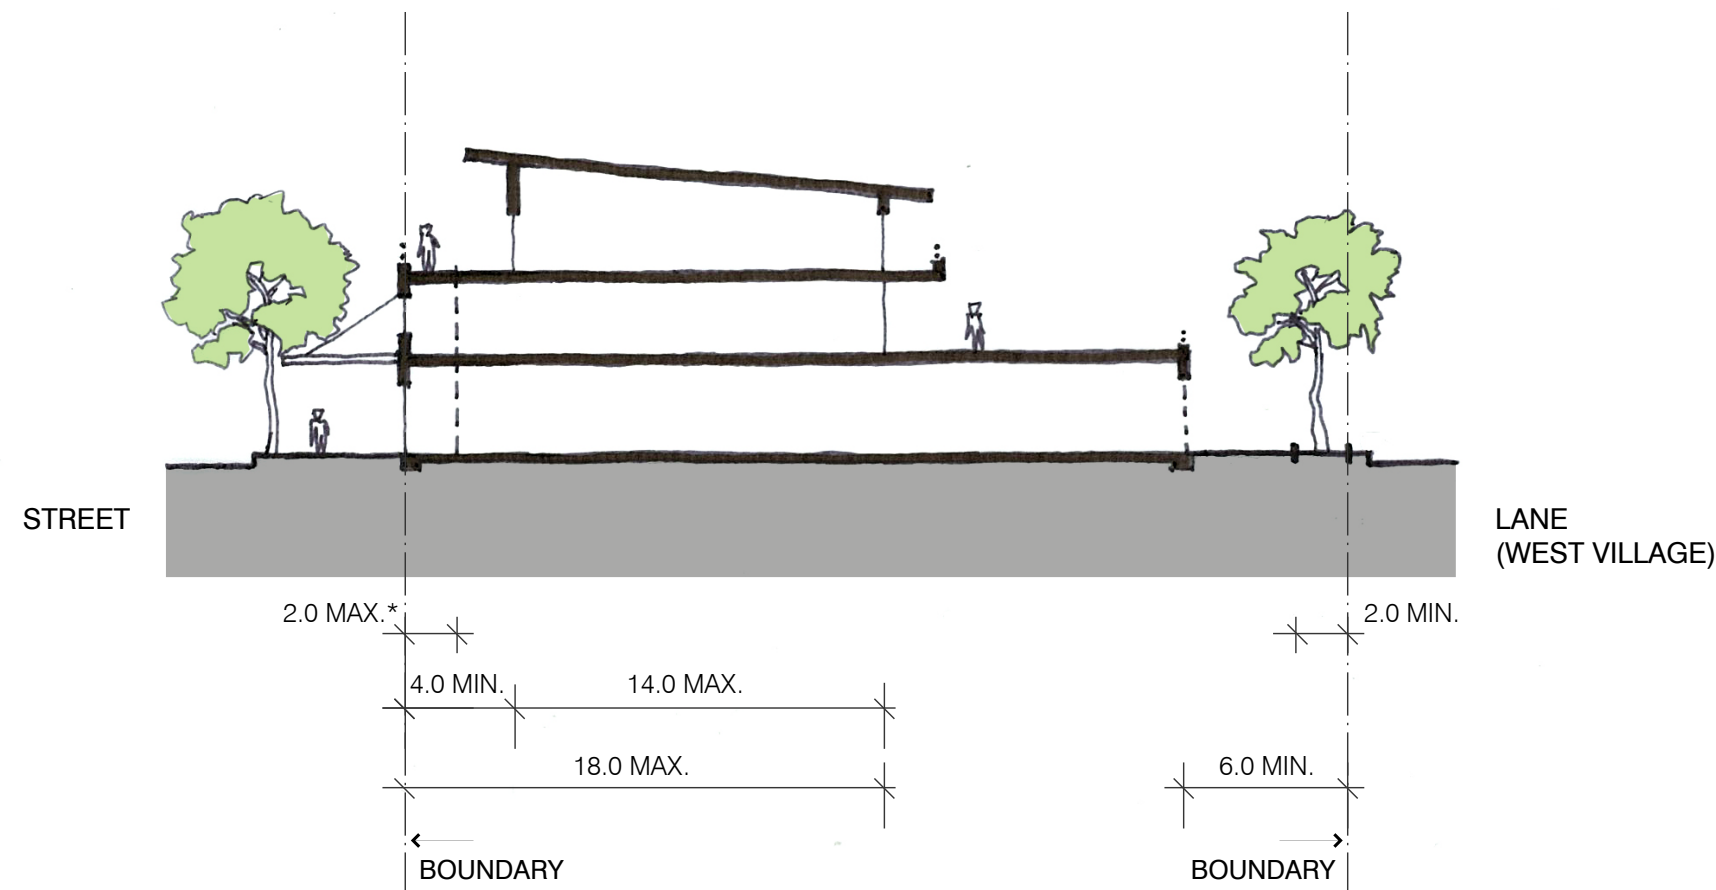 STREET
LANE
(WEST VILLAGE)
2.0 MAX.*
2.0 MIN.
4.0 MIN.
14.0 MAX.
18.0 MAX.
6.0 MIN.
BOUNDARY
BOUNDARY